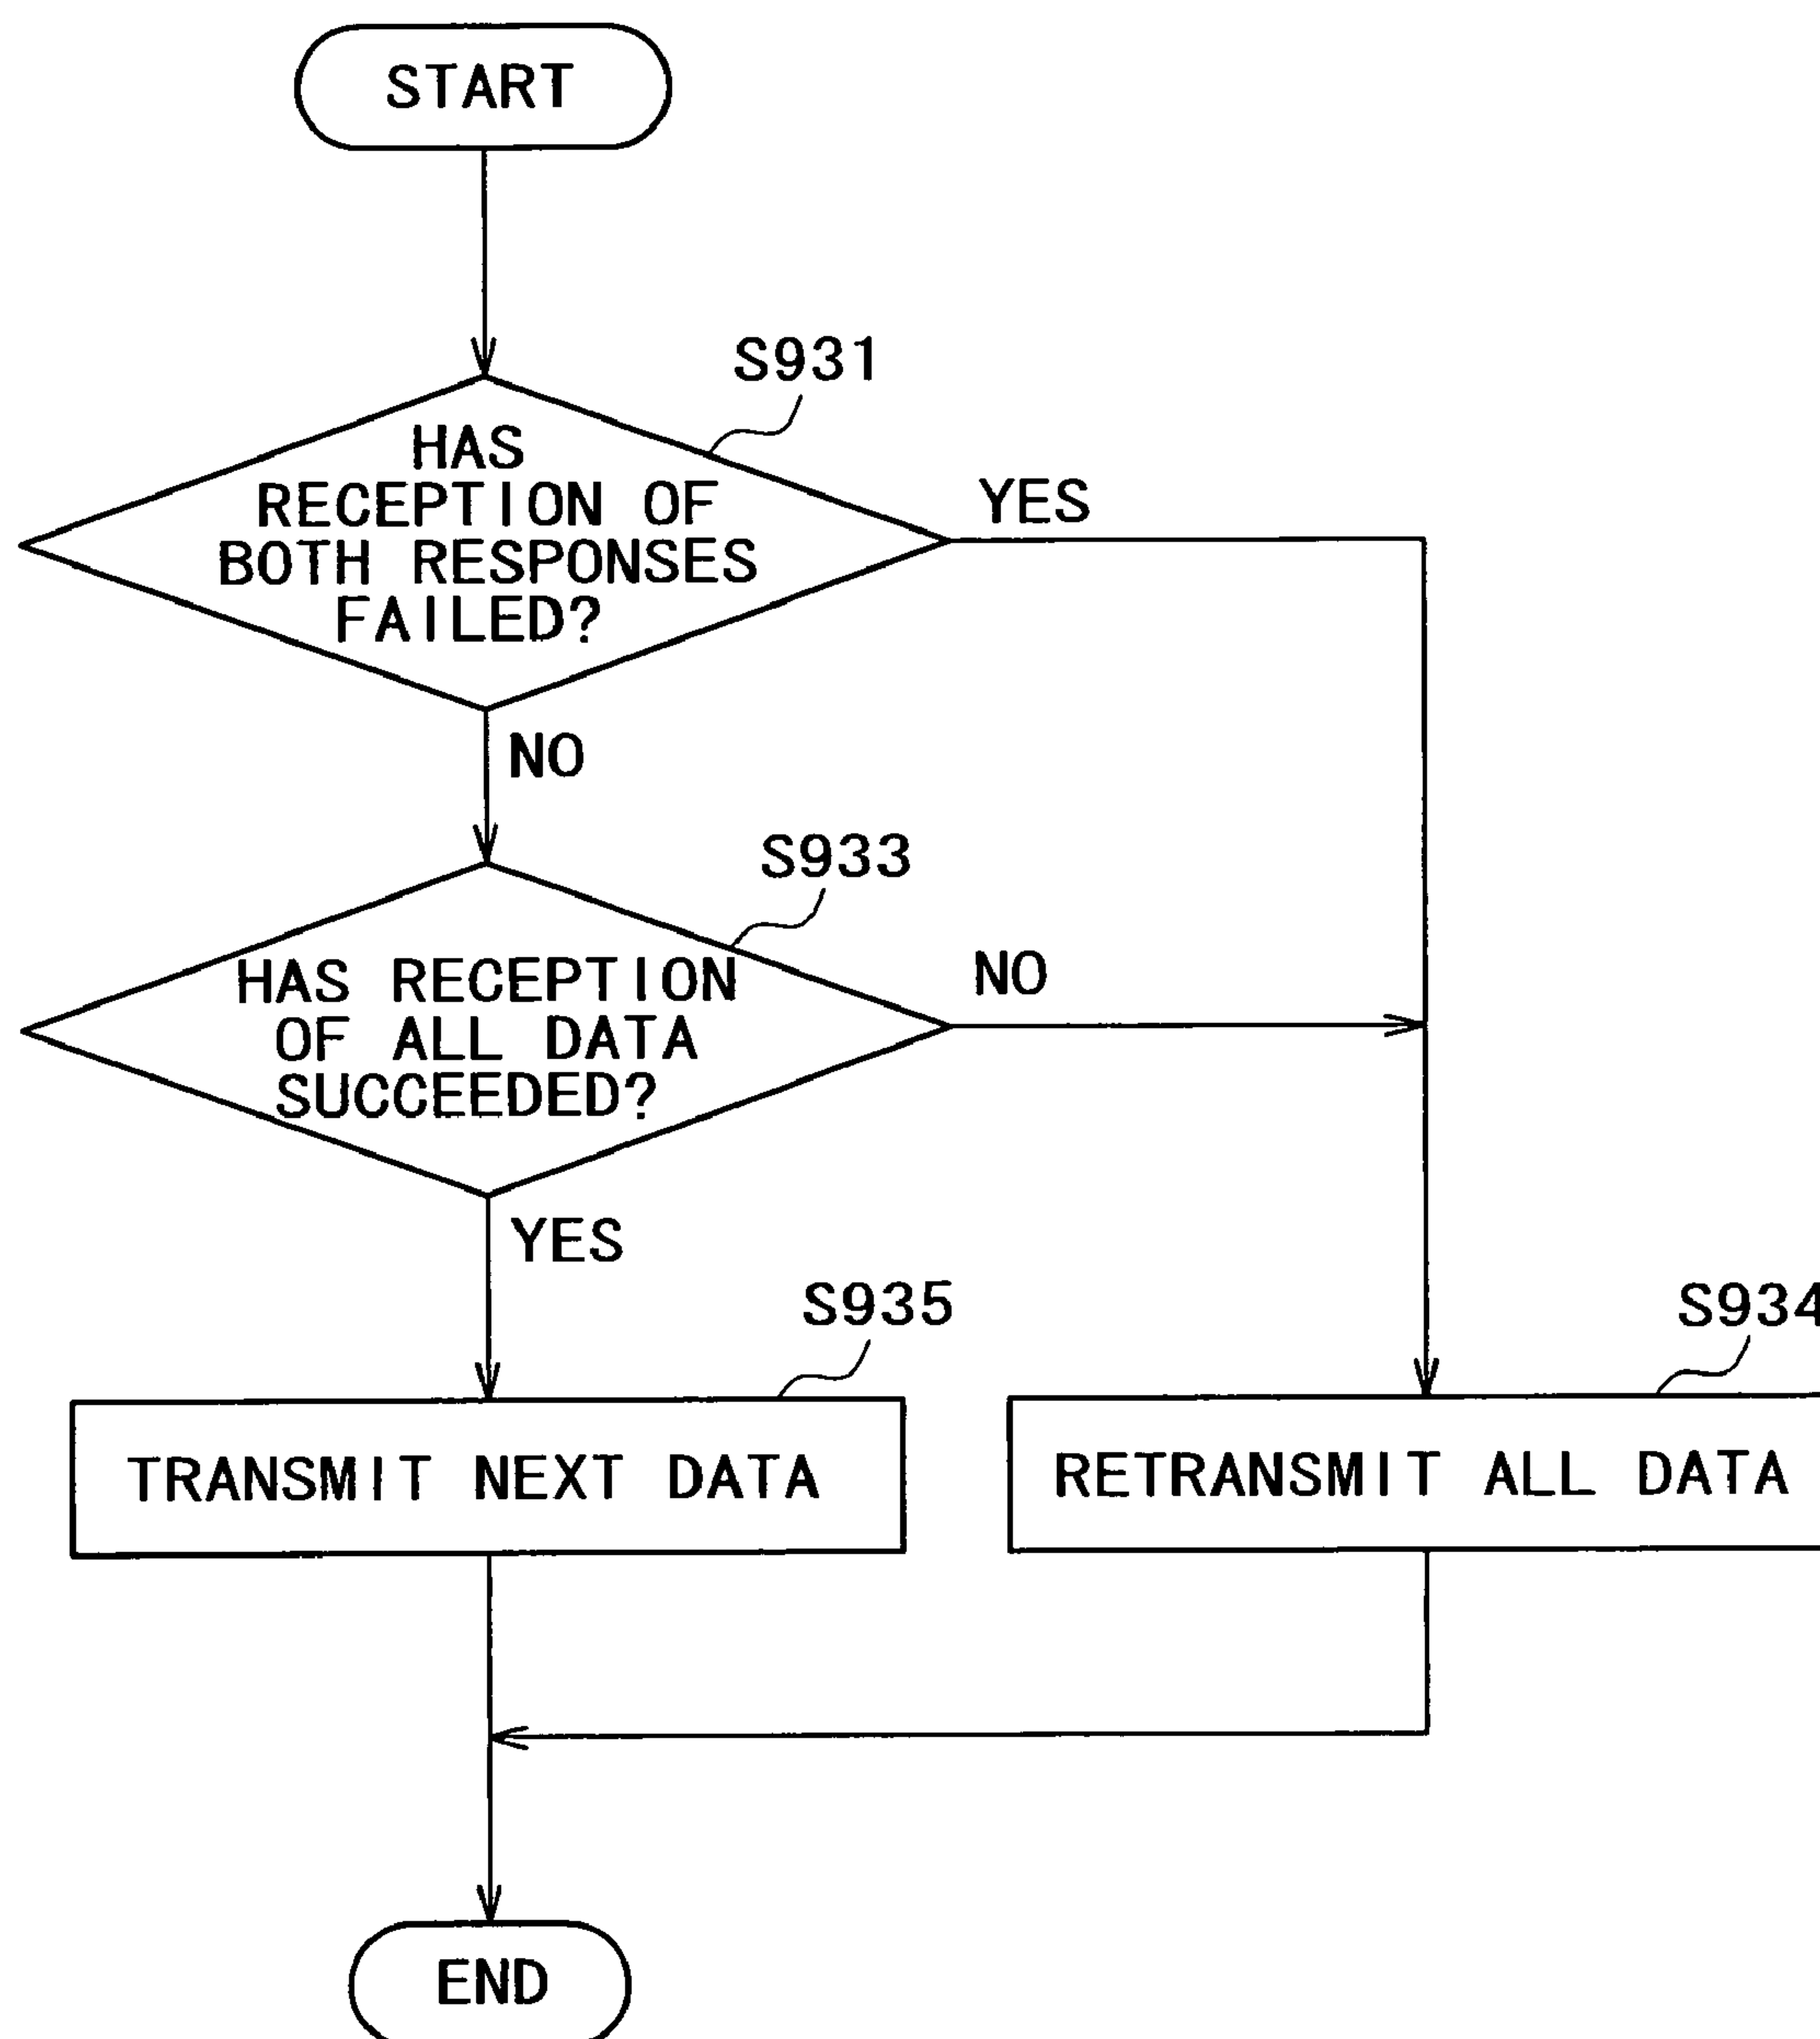 START
S931
HAS
RECEPTION OF
BOTH RESPONSES
FAILED?
YES
NO
S933
HAS RECEPTION
OF ALL DATA
SUCCEEDED?
NO
YES
S935
S934
TRANSMIT NEXT DATA
RETRANSMIT ALL DATA
END